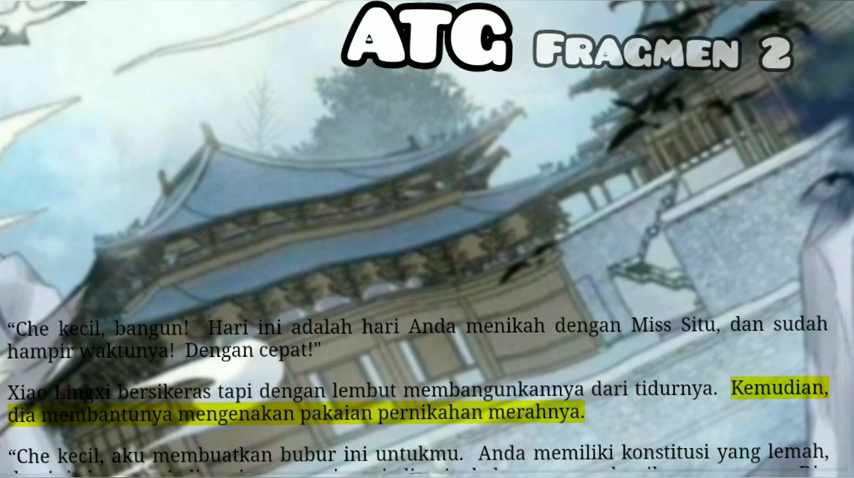 ATG FRAGMEN 2
“Che kecil, bangun! Hari ini adalah hari Anda menikah dengan Miss Situ, dan sudah
hampir waktunya! Dengan cepat!"
Xiao Lingxi bersikeras tapi dengan lembut membangunkannya dari tidurnya. Kemudian,
dia membantunya mengenakan pakaian pernikahan merahnya.
“Che kecil, aku membuatkan bubur ini untukmu. Anda memiliki konstitusi yang lemah,